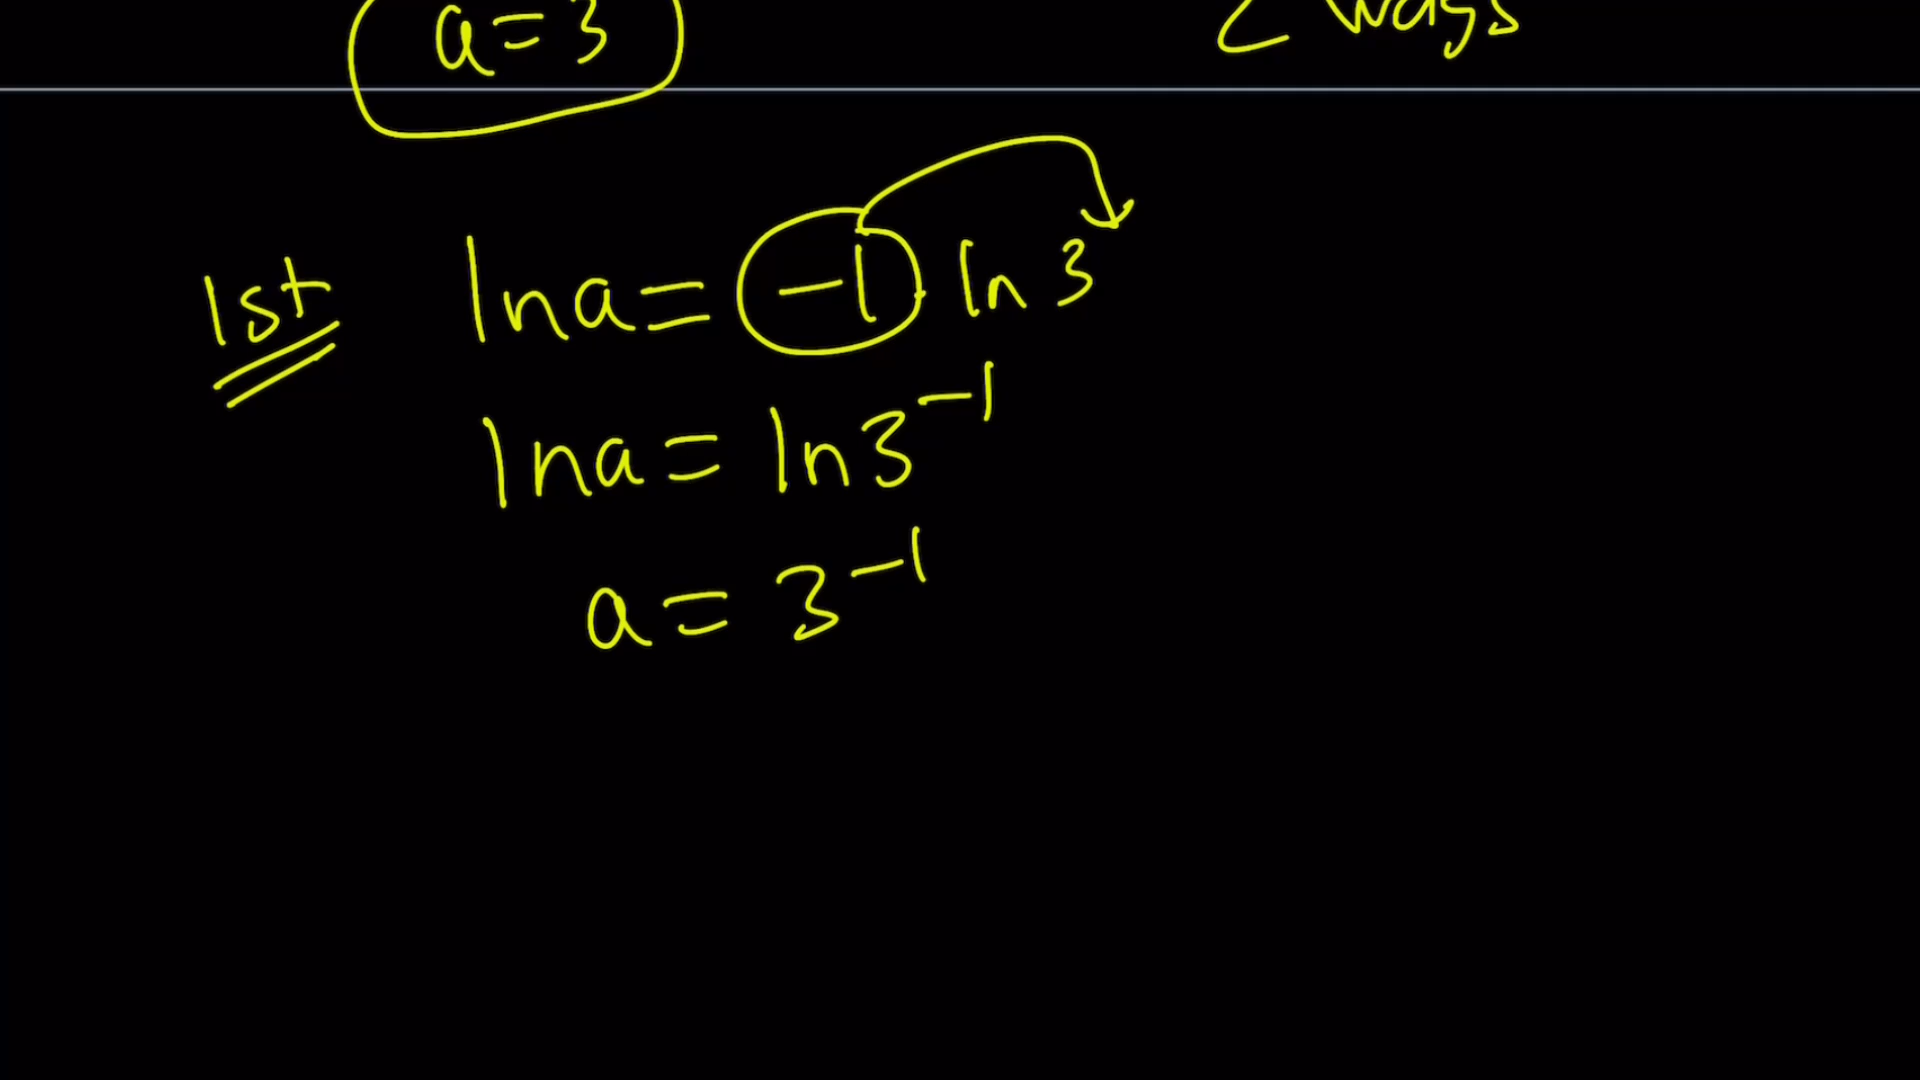 a=3
2 ways
1st
ln a = -1 ln 3
ln a = ln 3⁻¹
a = 3⁻¹